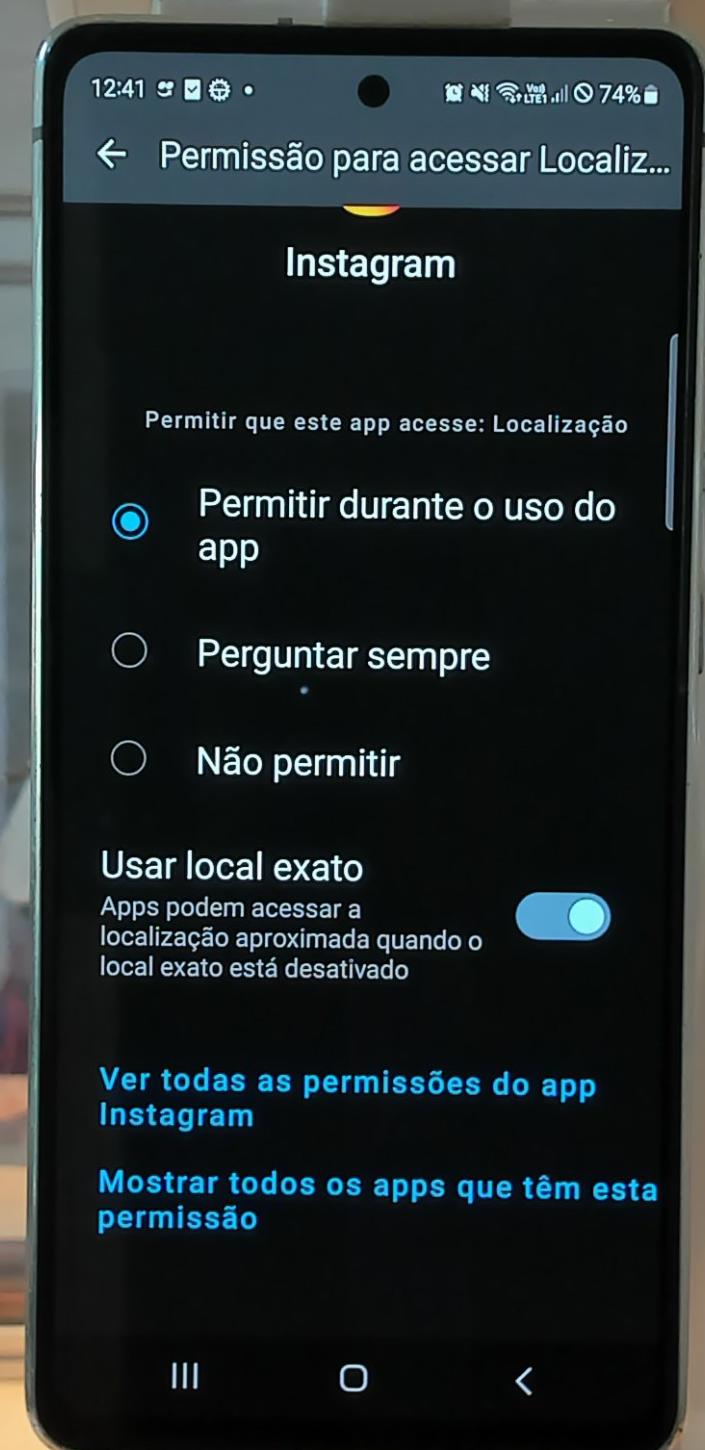 12:41
Vo)) LTE1 74%
Permissão para acessar Localiz...
Instagram
Permitir que este app acesse: Localização
Permitir durante o uso do
app
Perguntar sempre
Não permitir
Usar local exato
Apps podem acessar a
localização aproximada quando o
local exato está desativado
Ver todas as permissões do app
Instagram
Mostrar todos os apps que têm esta
permissão